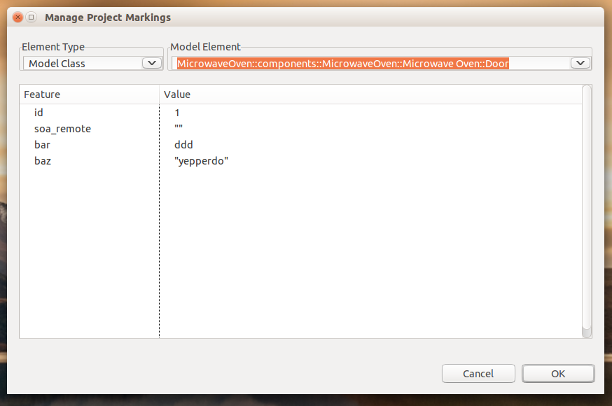 Manage Project Markings
Element Type
Model Element
Model Class
MicrowaveOven::components::MicrowaveOven::Microwave Oven::Door
Feature Value
id 1
soa_remote ""
bar ddd
baz "yepperdo"
Cancel OK